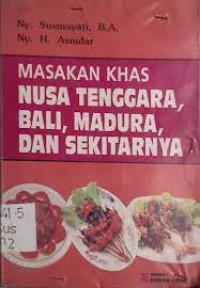 Ny. Susmayati, B.A.
Ny. H. Asnidar
MASAKAN KHAS
NUSA TENGGARA,
BALI, MADURA,
DAN SEKITARNYA